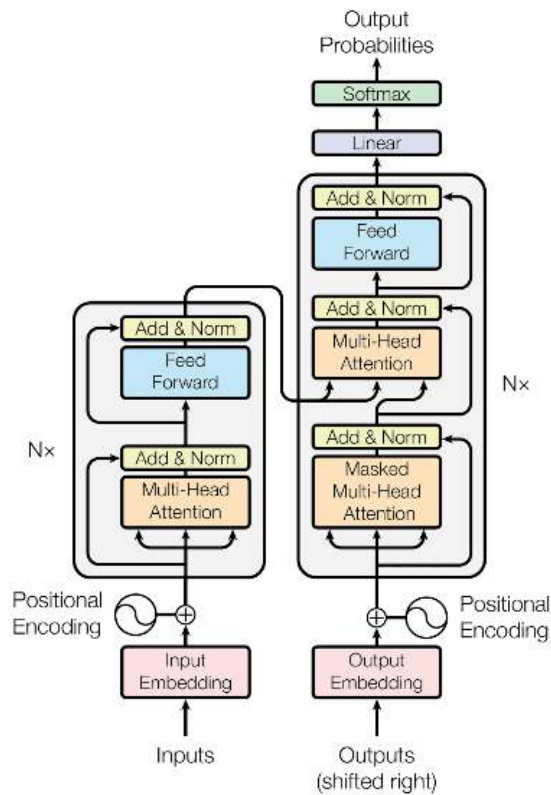 Output
Probabilities
Softmax
Linear
Add & Norm
Feed
Forward
Add & Norm
Multi-Head
Attention
Add & Norm
Masked
Multi-Head
Attention
Nx
Add & Norm
Feed
Forward
Add & Norm
Multi-Head
Attention
Nx
Positional
Encoding
Positional
Encoding
Input
Embedding
Output
Embedding
Inputs
Outputs
(shifted right)